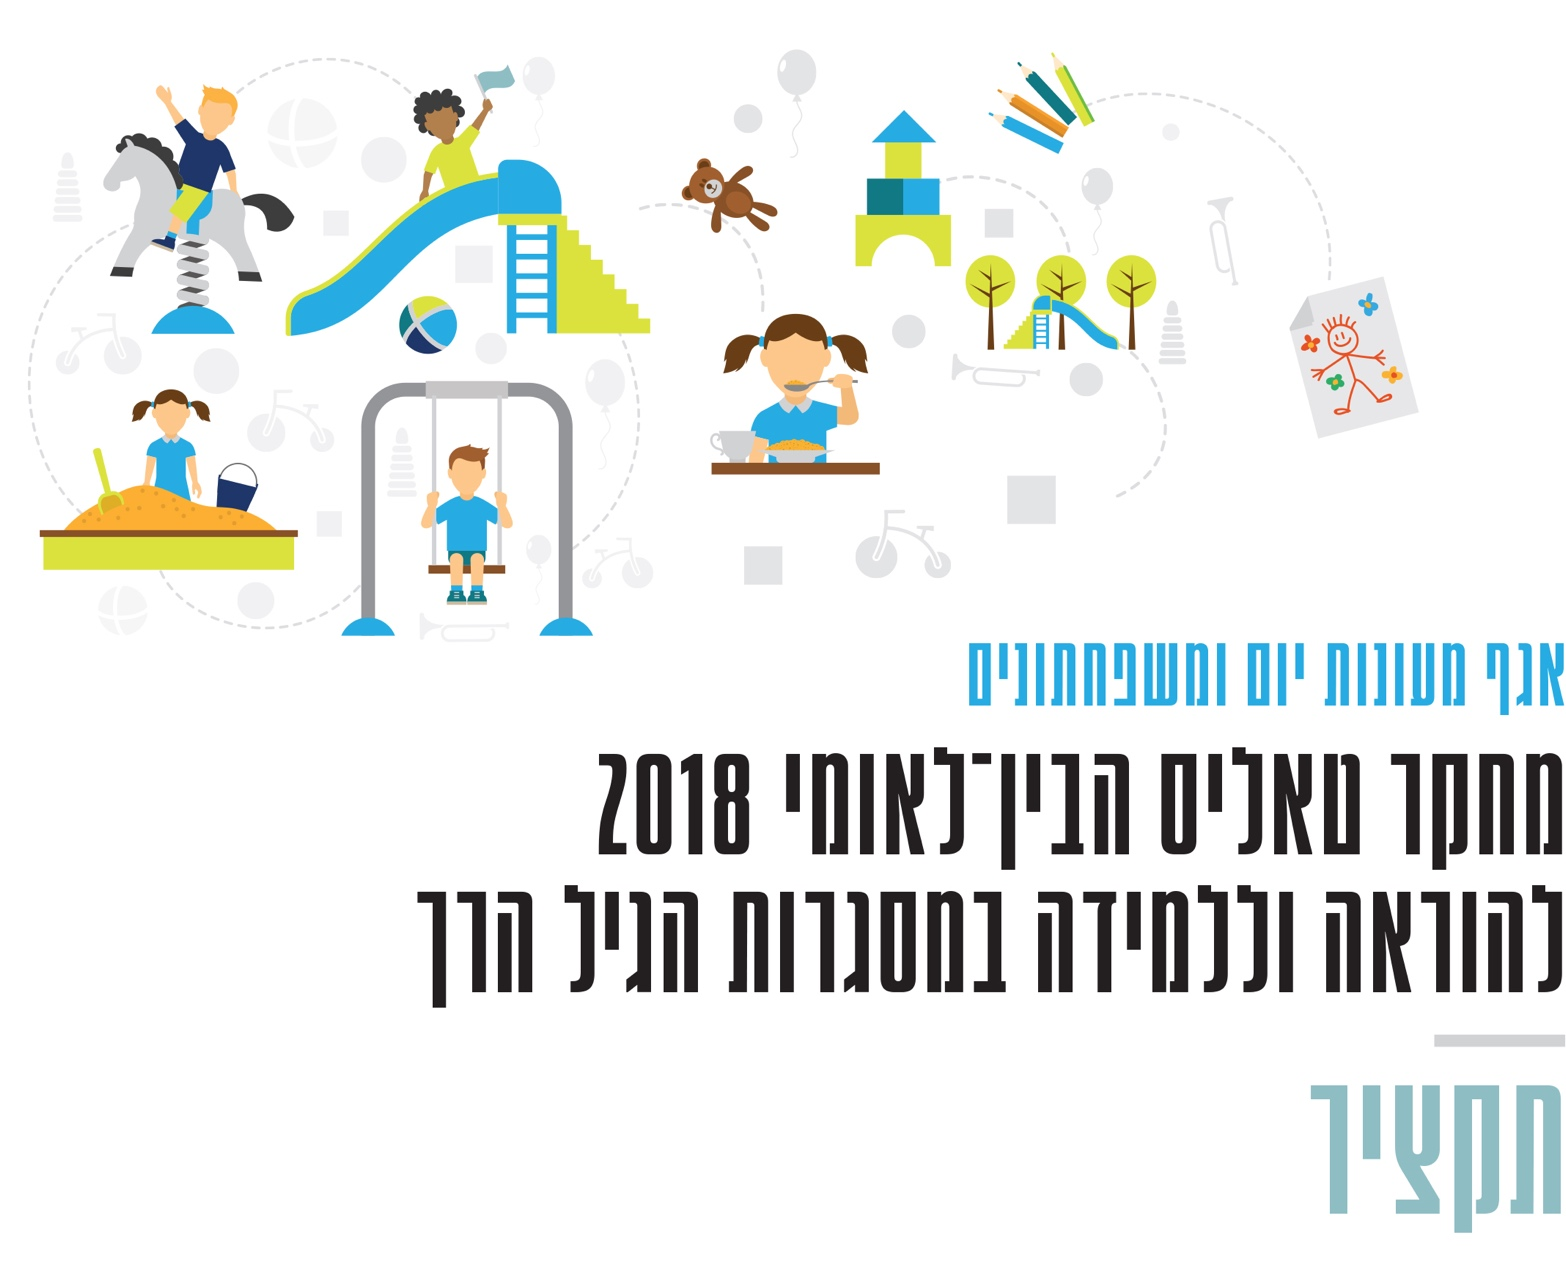 אגף מעונות יום ומשפחתונים
מחקר טאליס הבין־לאומי 2018
להוראה וללמידה במסגרות הגיל הרך
תקציר